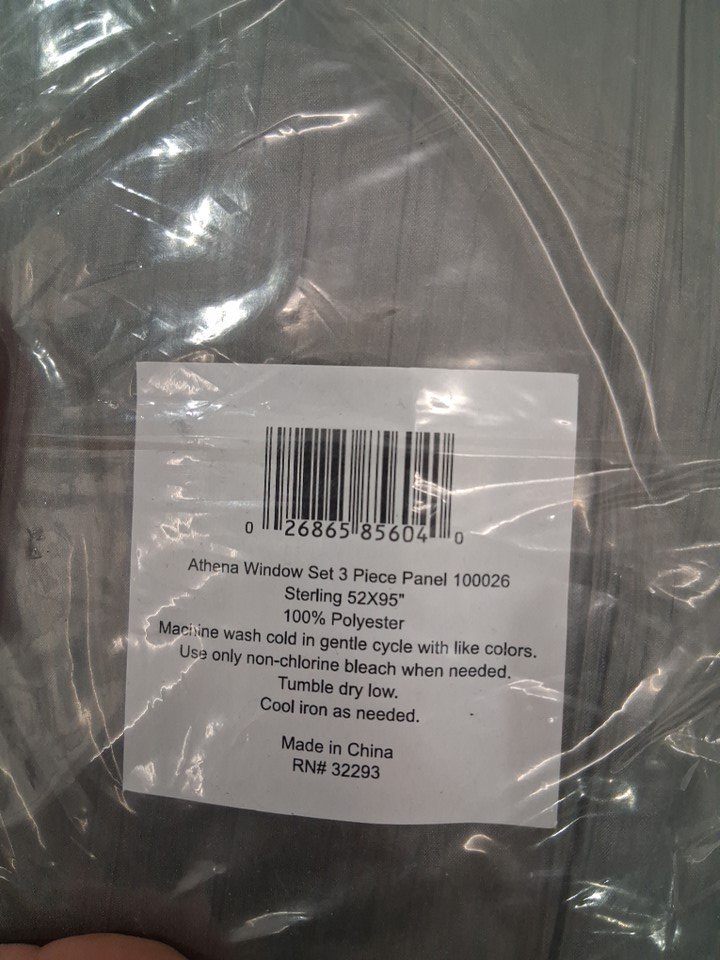 0 26865 85604 0
Athena Window Set 3 Piece Panel 100026
Sterling 52X95"
100% Polyester
Machine wash cold in gentle cycle with like colors.
Use only non-chlorine bleach when needed.
Tumble dry low.
Cool iron as needed.
Made in China
RN# 32293